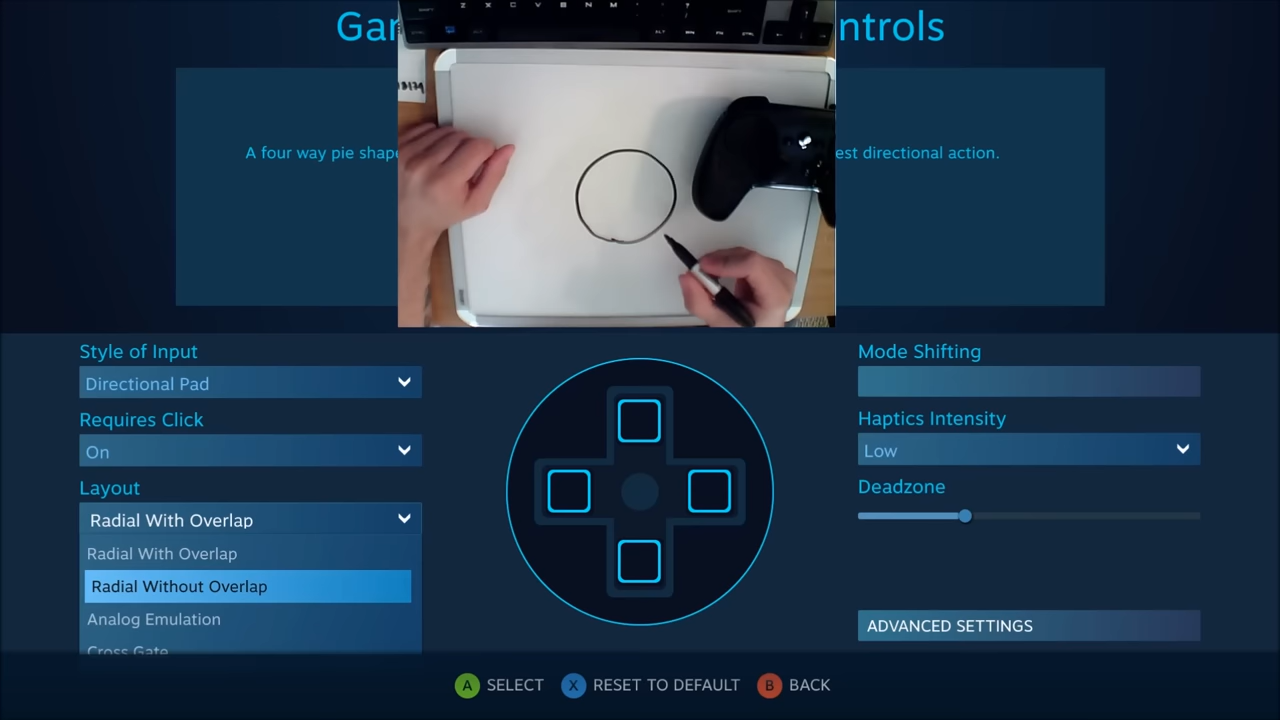 Gar
ntrols
Z X C V B N M
A four way pie shape
est directional action.
Style of Input
Directional Pad
Requires Click
On
Layout
Radial With Overlap
Radial With Overlap
Radial Without Overlap
Analog Emulation
Cross Gate
Mode Shifting
Haptics Intensity
Low
Deadzone
ADVANCED SETTINGS
A SELECT X RESET TO DEFAULT B BACK